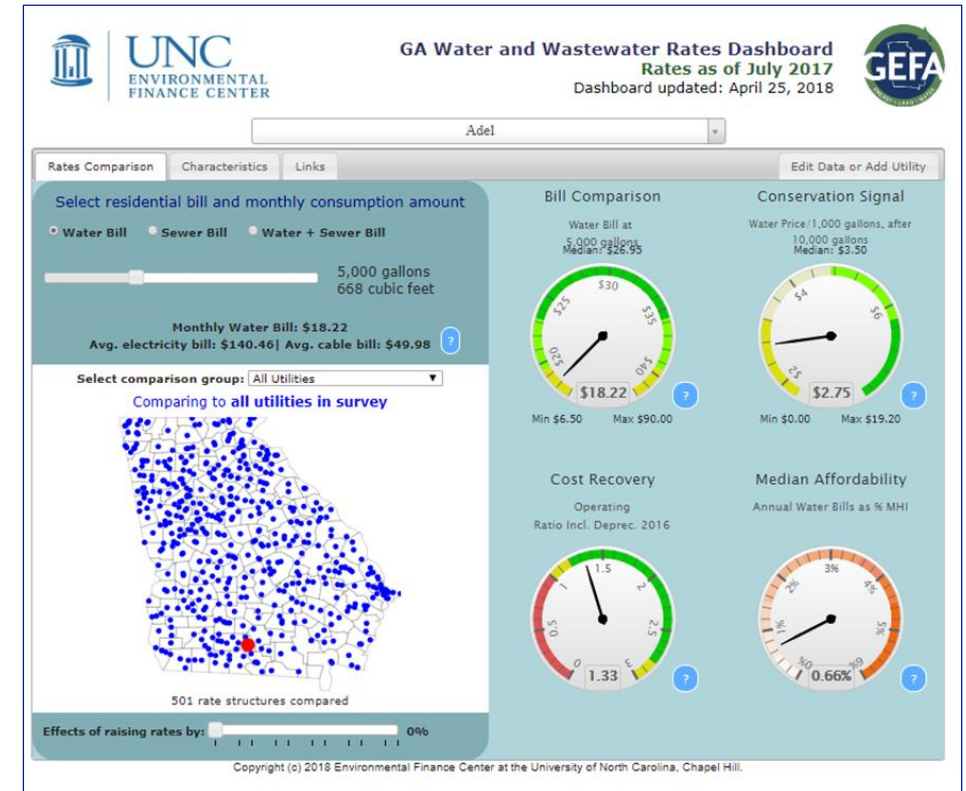 UNC
ENVIRONMENTAL
FINANCE CENTER
GA Water and Wastewater Rates Dashboard
Rates as of July 2017
Dashboard updated: April 25, 2018
GEFA
Adel
Rates Comparison Characteristics Links Edit Data or Add Utility
Select residential bill and monthly consumption amount
Water Bill Sewer Bill Water + Sewer Bill
5,000 gallons
668 cubic feet
Monthly Water Bill: $18.22
Avg. electricity bill: $140.46| Avg. cable bill: $49.98 ?
Select comparison group: All Utilities
Comparing to all utilities in survey
501 rate structures compared
Effects of raising rates by: 0%
Bill Comparison
Water Bill at
5,000 gallons
Median: $26.95
$20 $25 $30 $35 $40
$18.22 ?
Min $6.50 Max $90.00
Conservation Signal
Water Price/1,000 gallons, after
10,000 gallons
Median: $3.50
$2 $4 $6
$2.75 ?
Min $0.00 Max $19.20
Cost Recovery
Operating
Ratio Incl. Deprec. 2016
0 0.5 1 1.5 2 2.5 3
1.33 ?
Median Affordability
Annual Water Bills as % MHI
0% 1% 2% 3% 4% 5% 6%
0.66% ?
Copyright (c) 2018 Environmental Finance Center at the University of North Carolina, Chapel Hill.